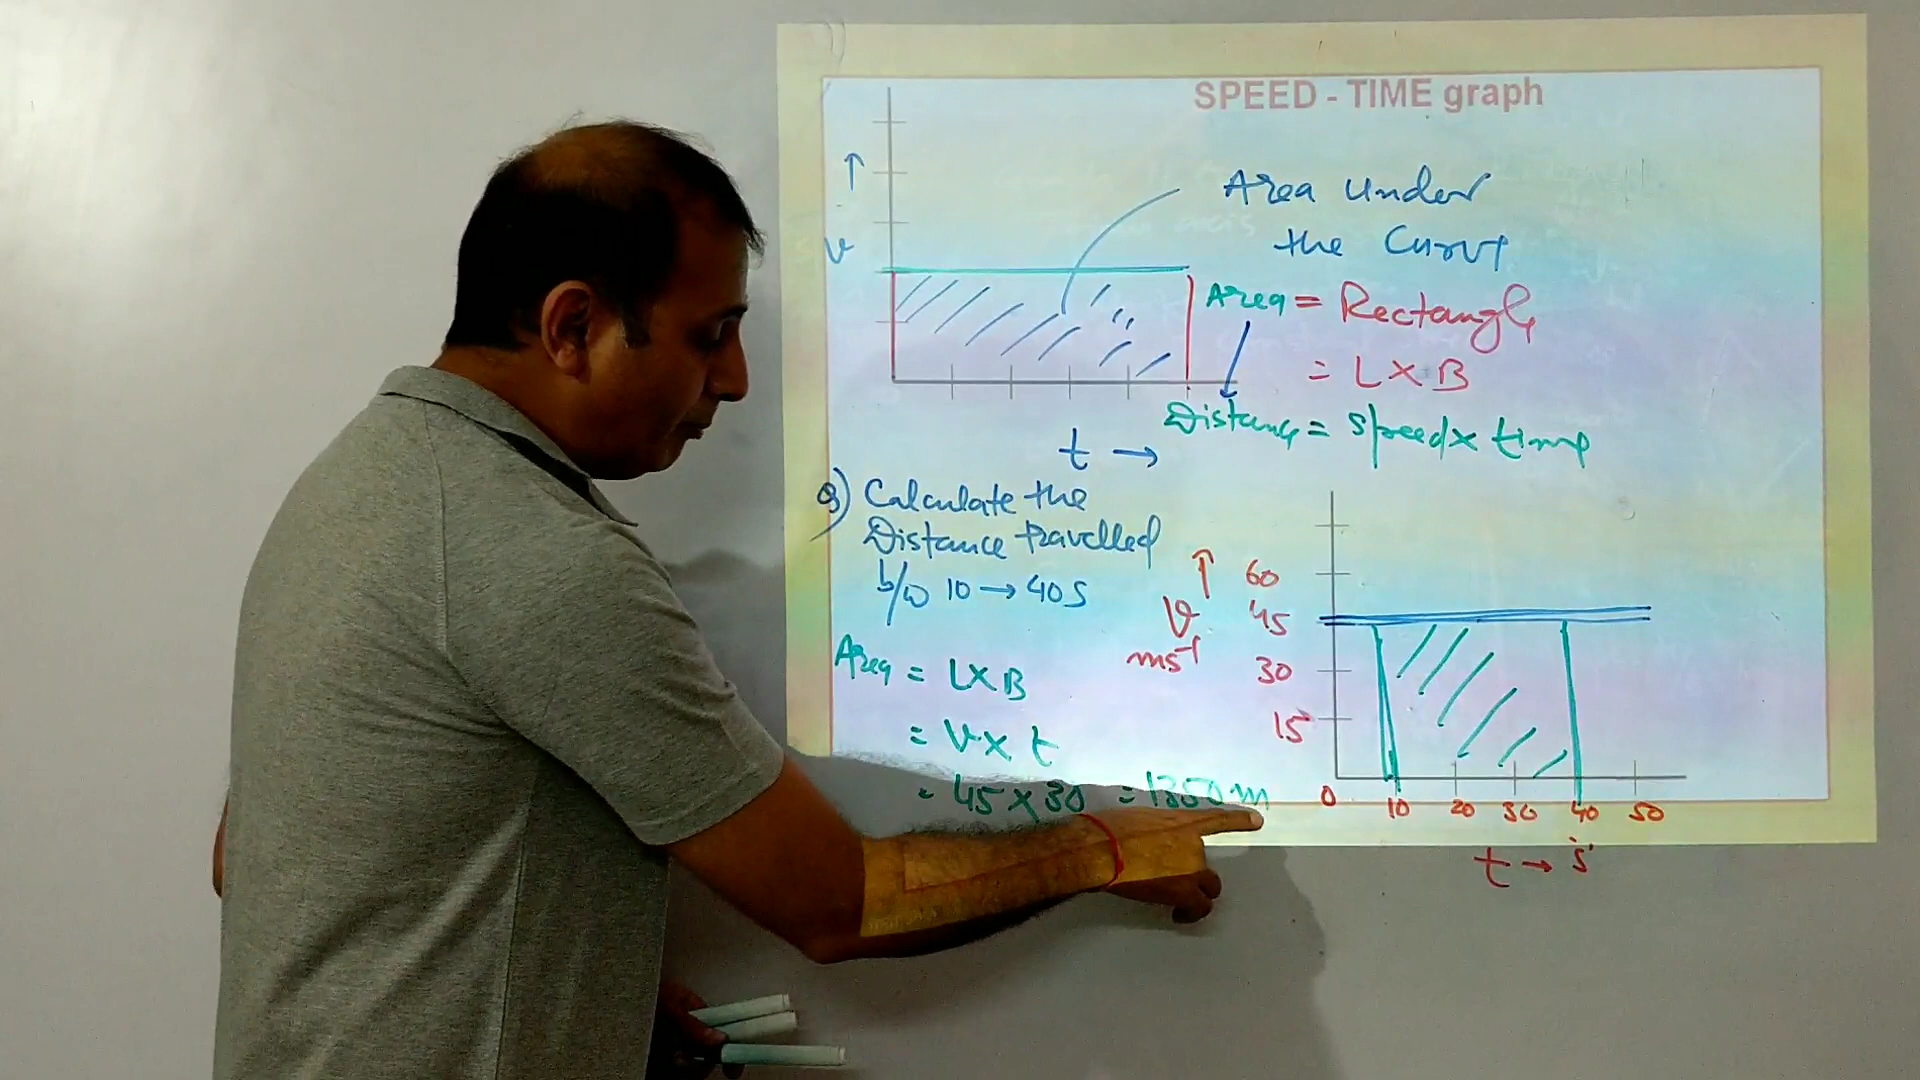 SPEED - TIME graph
↑
v
Area under
the Curve
Area = Rectangle
= L X B
Distance = Speed x time
t →
Q) Calculate the
Distance travelled
b/w 10 → 40 s
Area = L X B
= V x t
= 45 x 30 = 1350 m
↑
V
ms⁻¹
60
45
30
15
0 10 20 30 40 50
t → 's'